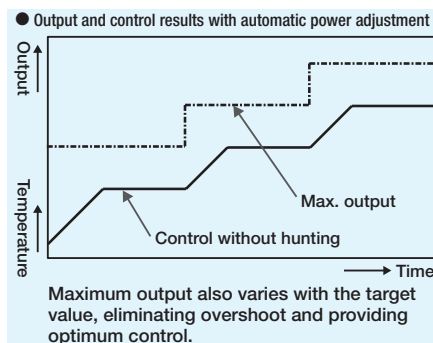 ● Output and control results with automatic power adjustment
Output
Temperature
Max. output
Control without hunting
Time
Maximum output also varies with the target
value, eliminating overshoot and providing
optimum control.